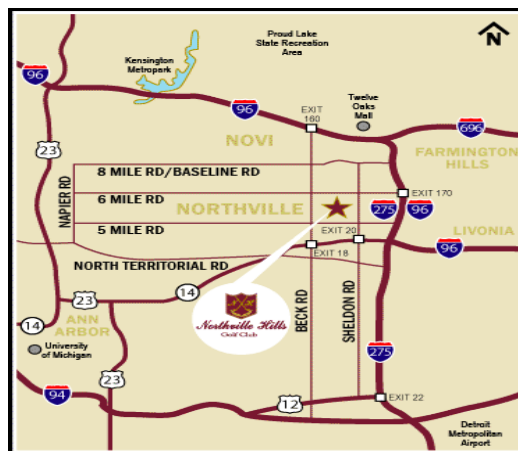 Proud Lake
State Recreation
Area
N
Kensington
Metropark
96
EXIT
160
Twelve
Oaks
Mall
96
696
23
NOVI
FARMINGTON
HILLS
8 MILE RD/BASELINE RD
NAPIER RD
6 MILE RD
NORTHVILLE
275
96
EXIT 170
5 MILE RD
EXIT 20
LIVONIA
EXIT 18
96
NORTH TERRITORIAL RD
14
23
14
ANN
ARBOR
University
of Michigan
Northville Hills
Golf Club
BECK RD
SHELDON RD
275
23
94
12
EXIT 22
Detroit
Metropolitan
Airport